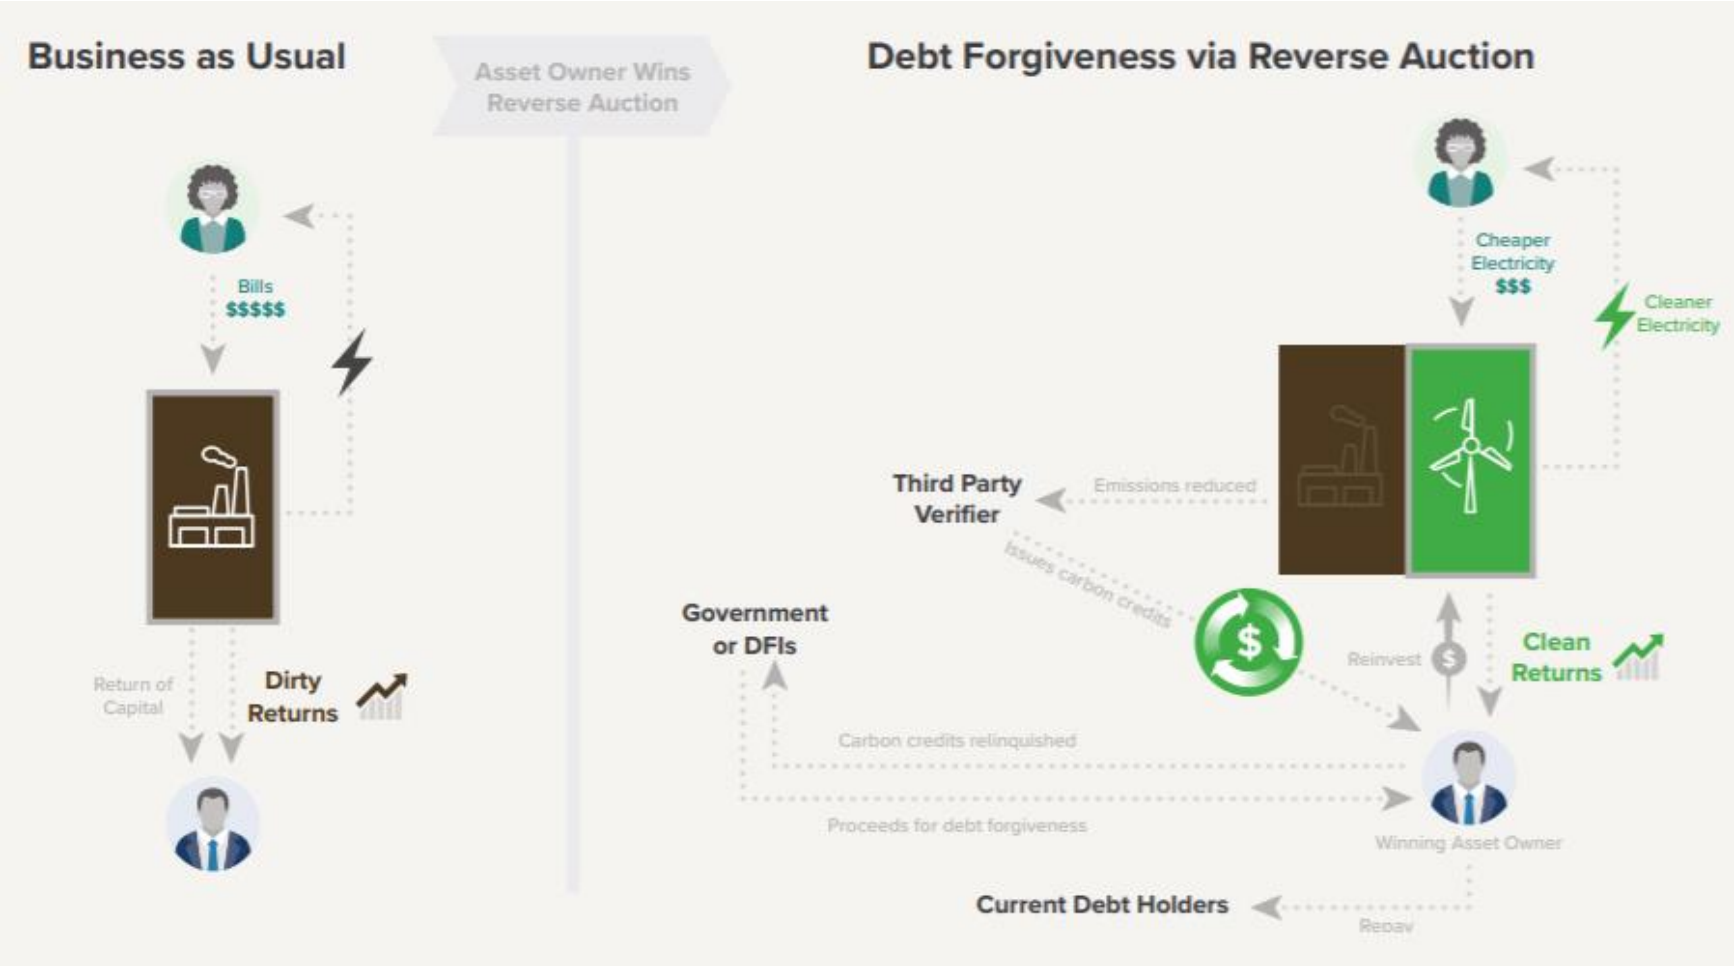 Business as Usual
Asset Owner Wins
Reverse Auction
Debt Forgiveness via Reverse Auction
Bills
$$$$$
Return of
Capital
Dirty
Returns
Cheaper
Electricity
$$$
Cleaner
Electricity
Third Party
Verifier
Emissions reduced
Issues carbon credits
$
Government
or DFIs
Reinvest
$
Clean
Returns
Carbon credits relinquished
Proceeds for debt forgiveness
Winning Asset Owner
Current Debt Holders
Repay